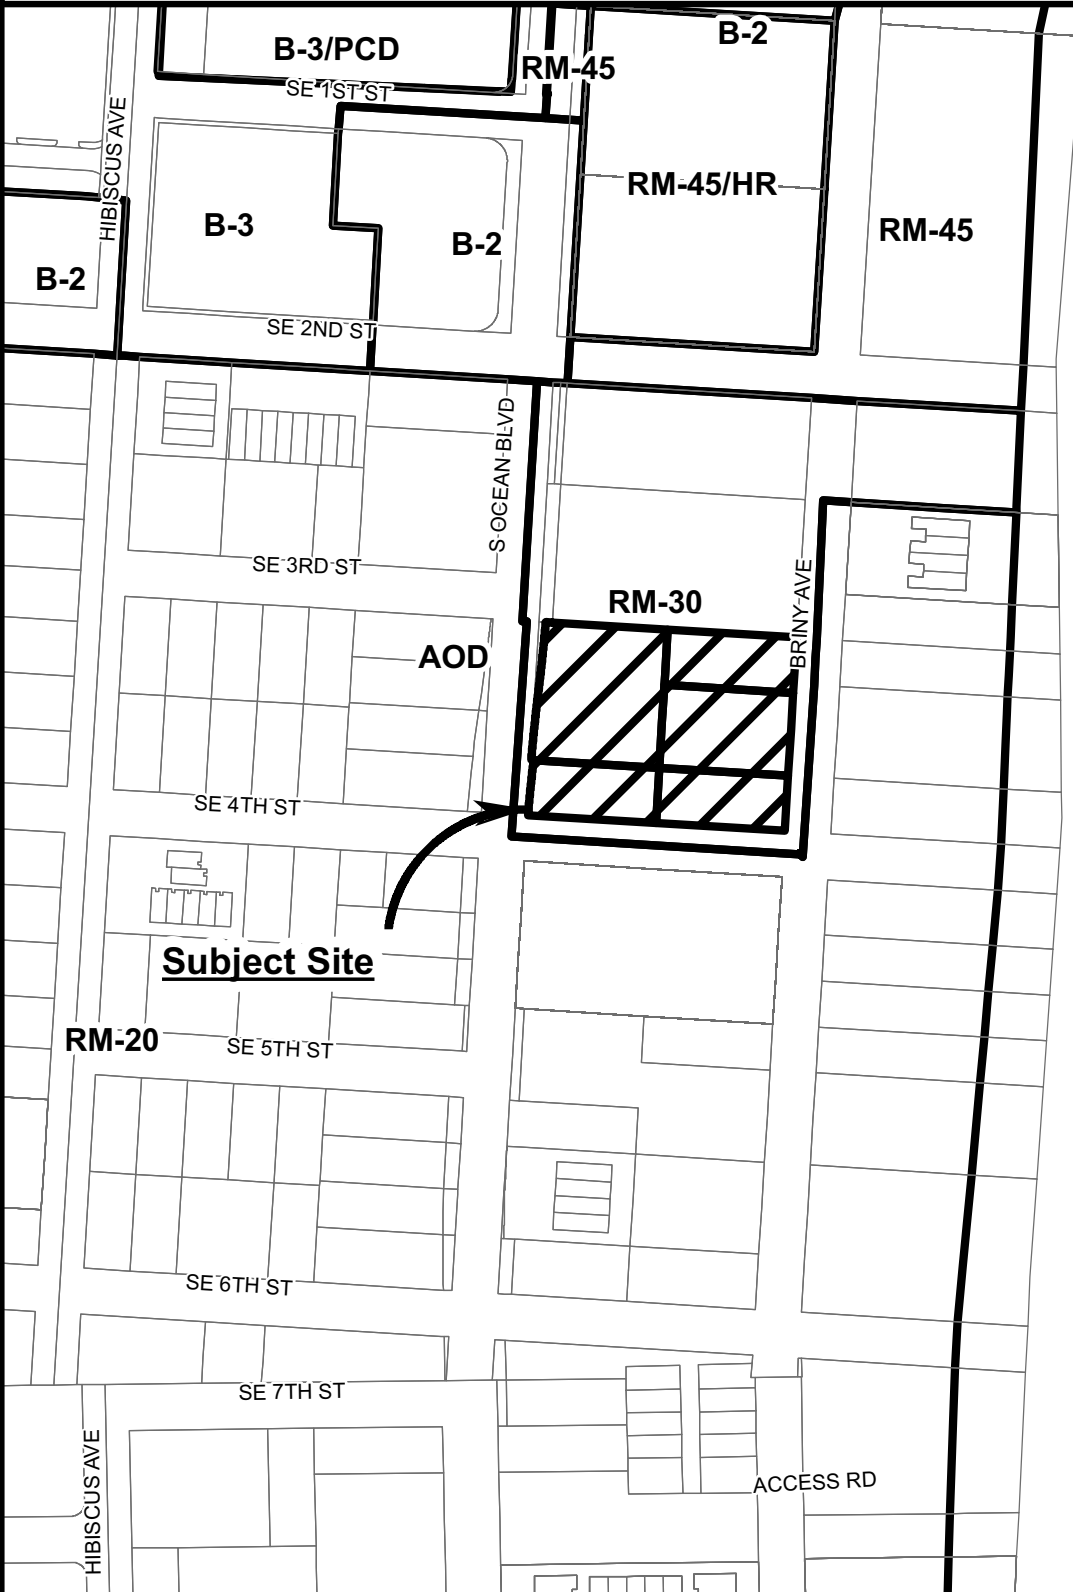 B-2
B-3/PCD
RM-45
SE 1ST ST
HIBISCUS AVE
RM-45/HR
B-3
RM-45
B-2
B-2
SE 2ND ST
S OCEAN BLVD
SE 3RD ST
BRINY AVE
RM-30
AOD
SE 4TH ST
Subject Site
RM-20
SE 5TH ST
SE 6TH ST
SE 7TH ST
HIBISCUS AVE
ACCESS RD